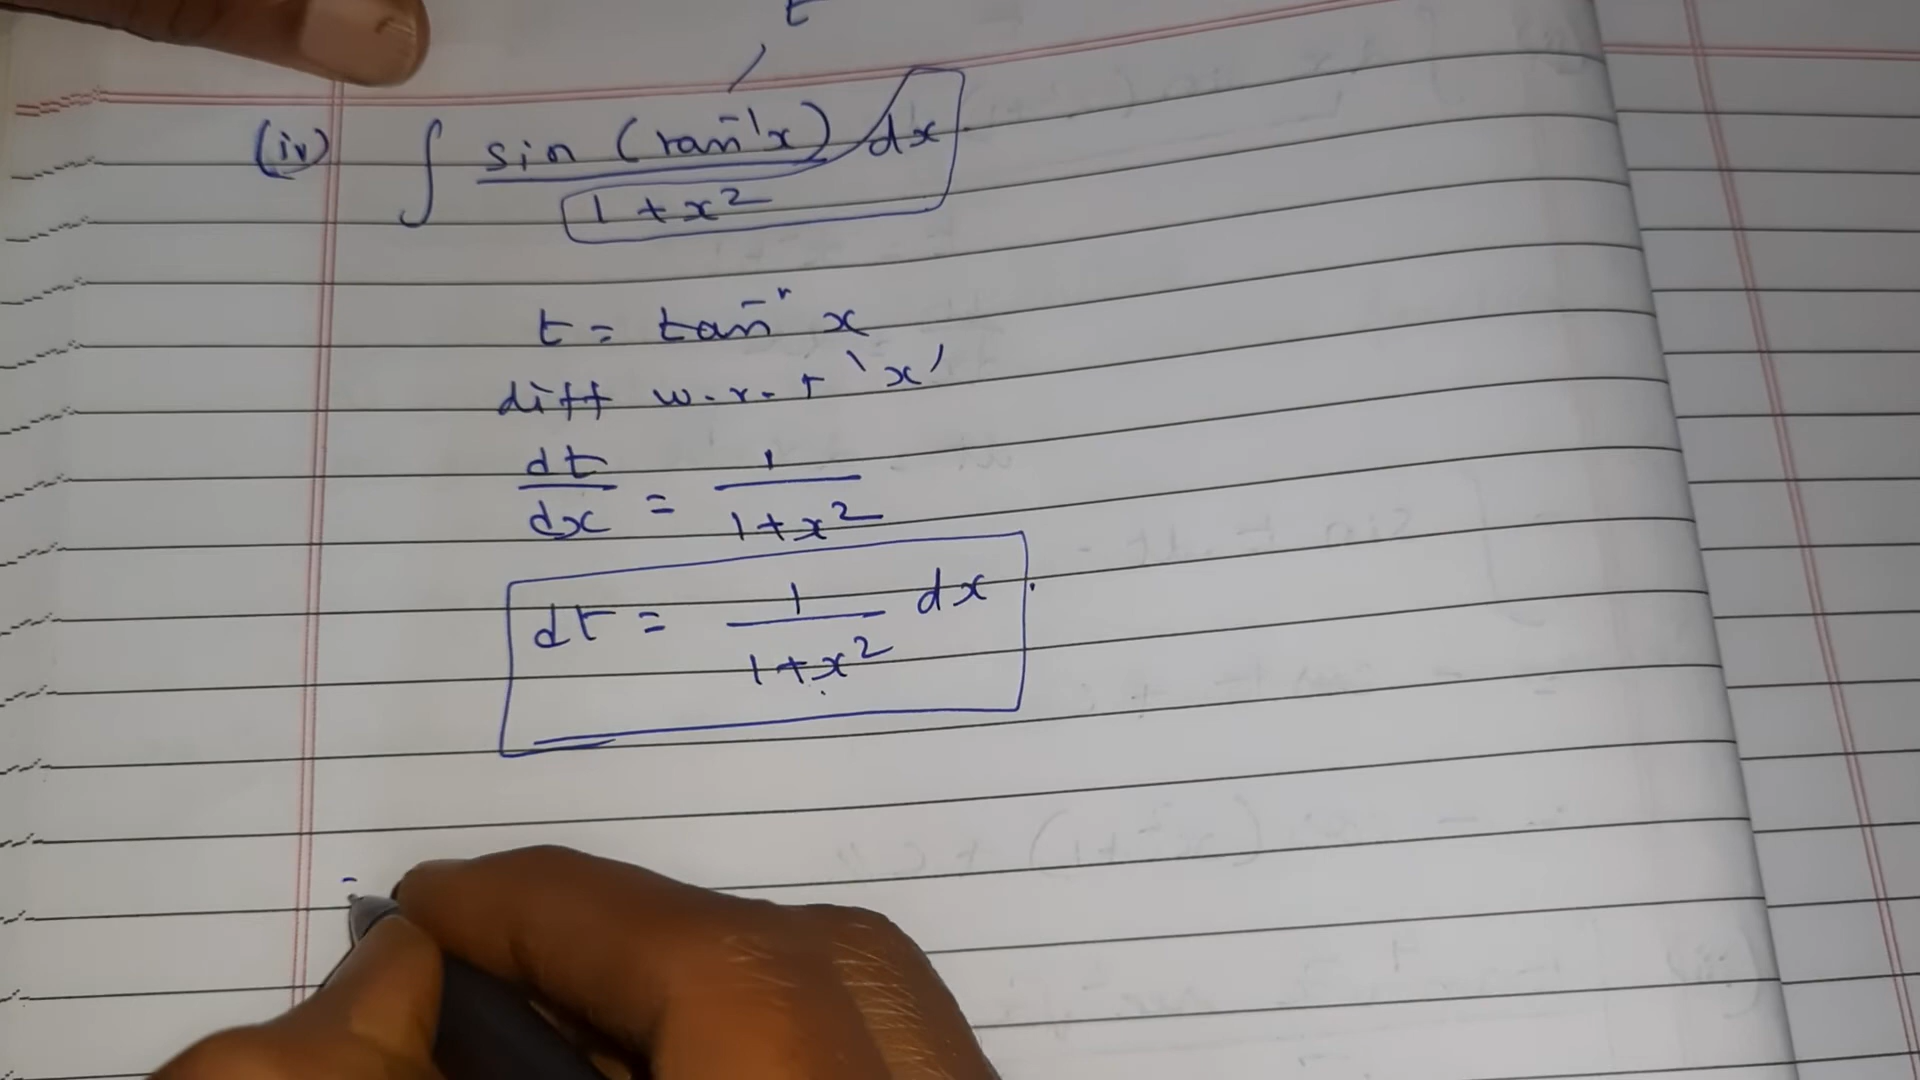 t
(iv) ∫ sin (tan⁻¹x) / 1 + x² dx
t = tan⁻¹ x
diff w.r.t 'x'
dt / dx = 1 / 1+x²
dt = 1 / 1+x² dx.
=